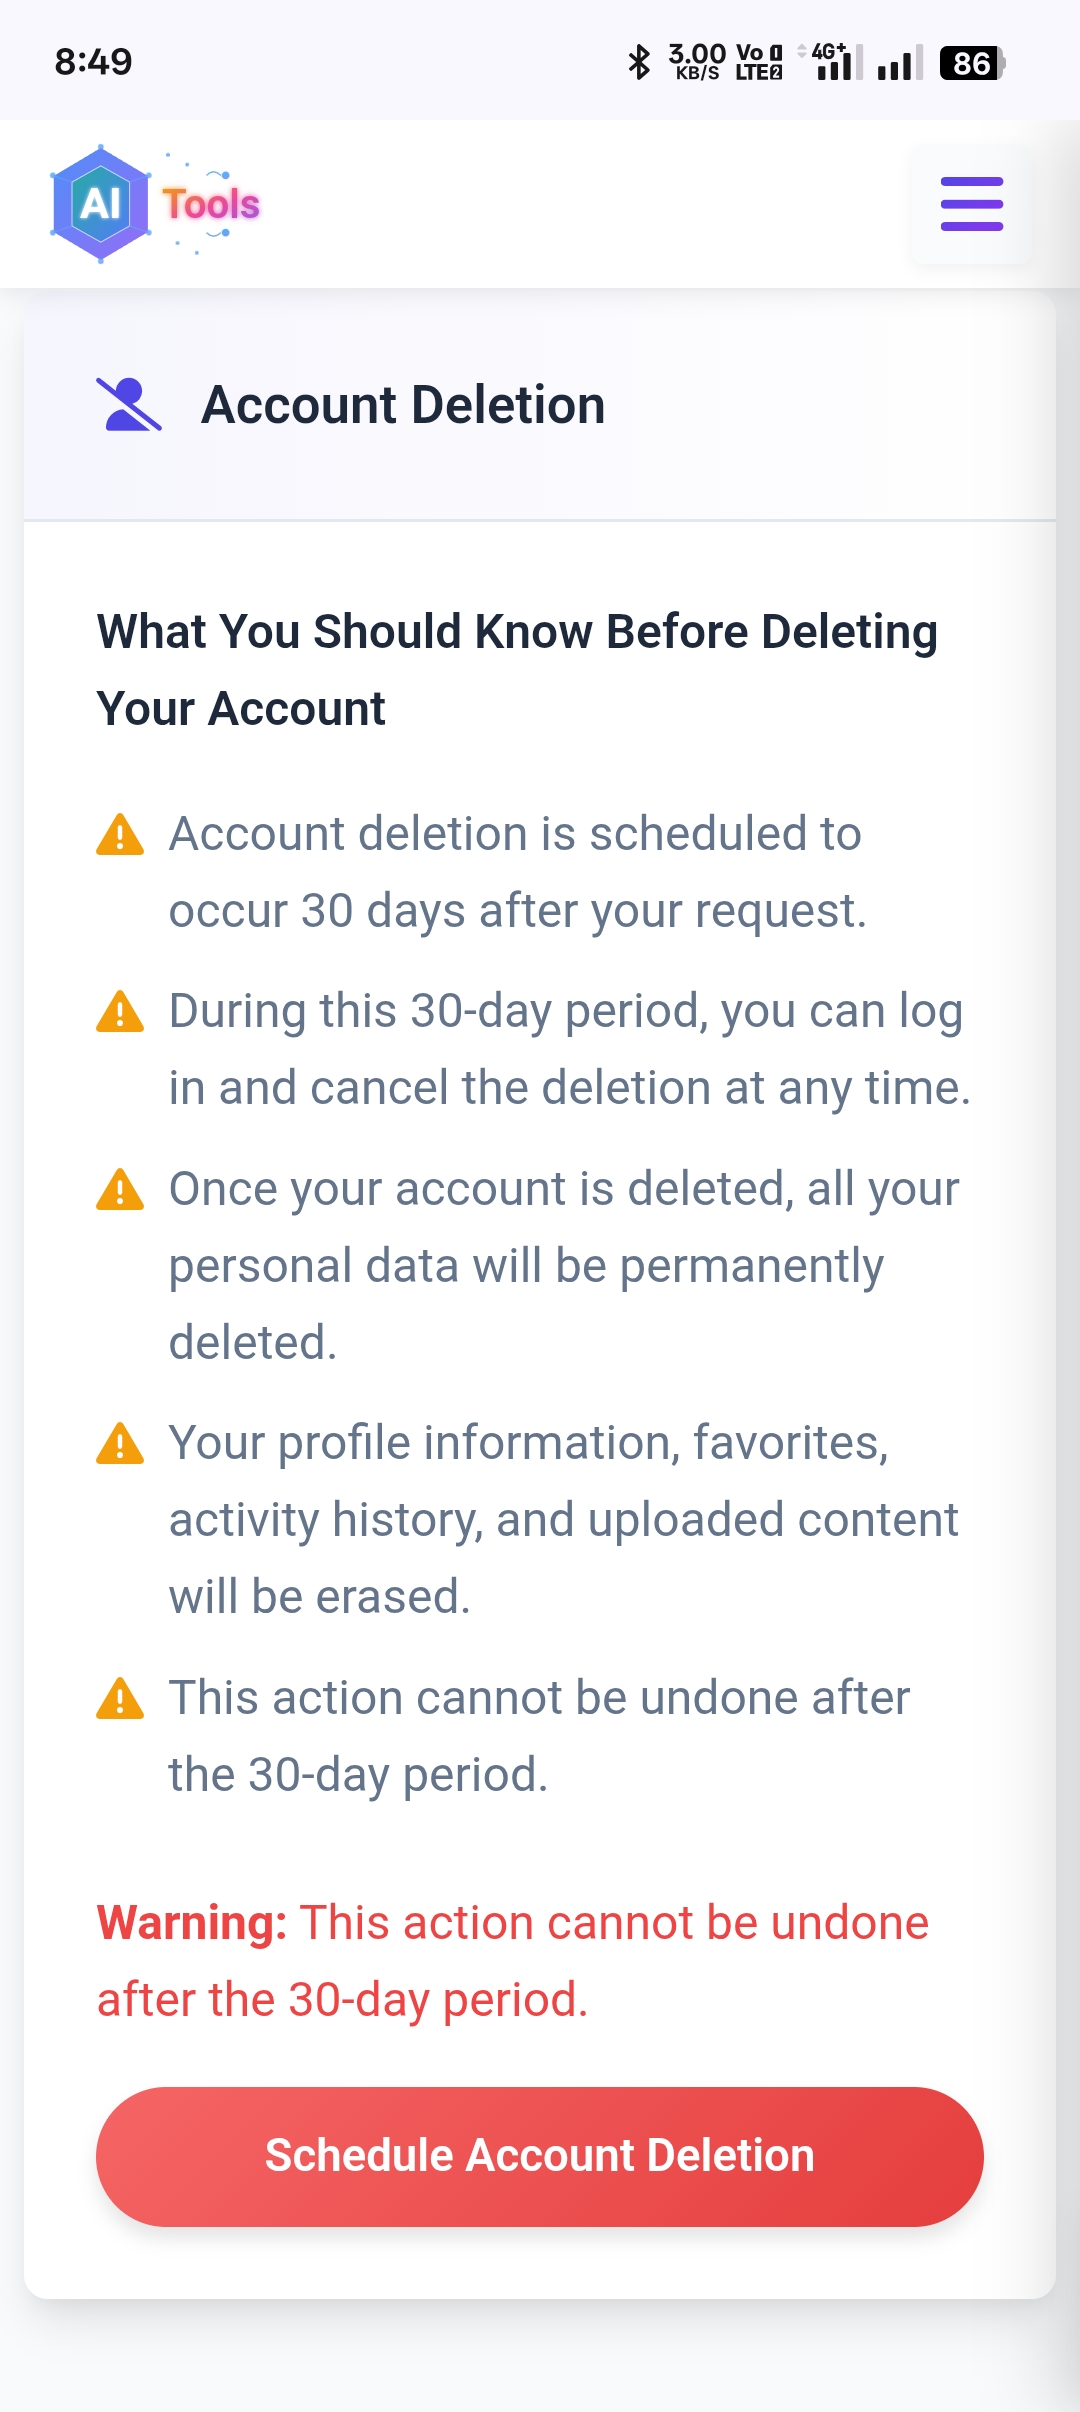 8:49
3.00
KB/S
Vo 1
LTE 2
4G+
86
AI Tools
Account Deletion
What You Should Know Before Deleting
Your Account
Account deletion is scheduled to
occur 30 days after your request.
During this 30-day period, you can log
in and cancel the deletion at any time.
Once your account is deleted, all your
personal data will be permanently
deleted.
Your profile information, favorites,
activity history, and uploaded content
will be erased.
This action cannot be undone after
the 30-day period.
Warning: This action cannot be undone
after the 30-day period.
Schedule Account Deletion